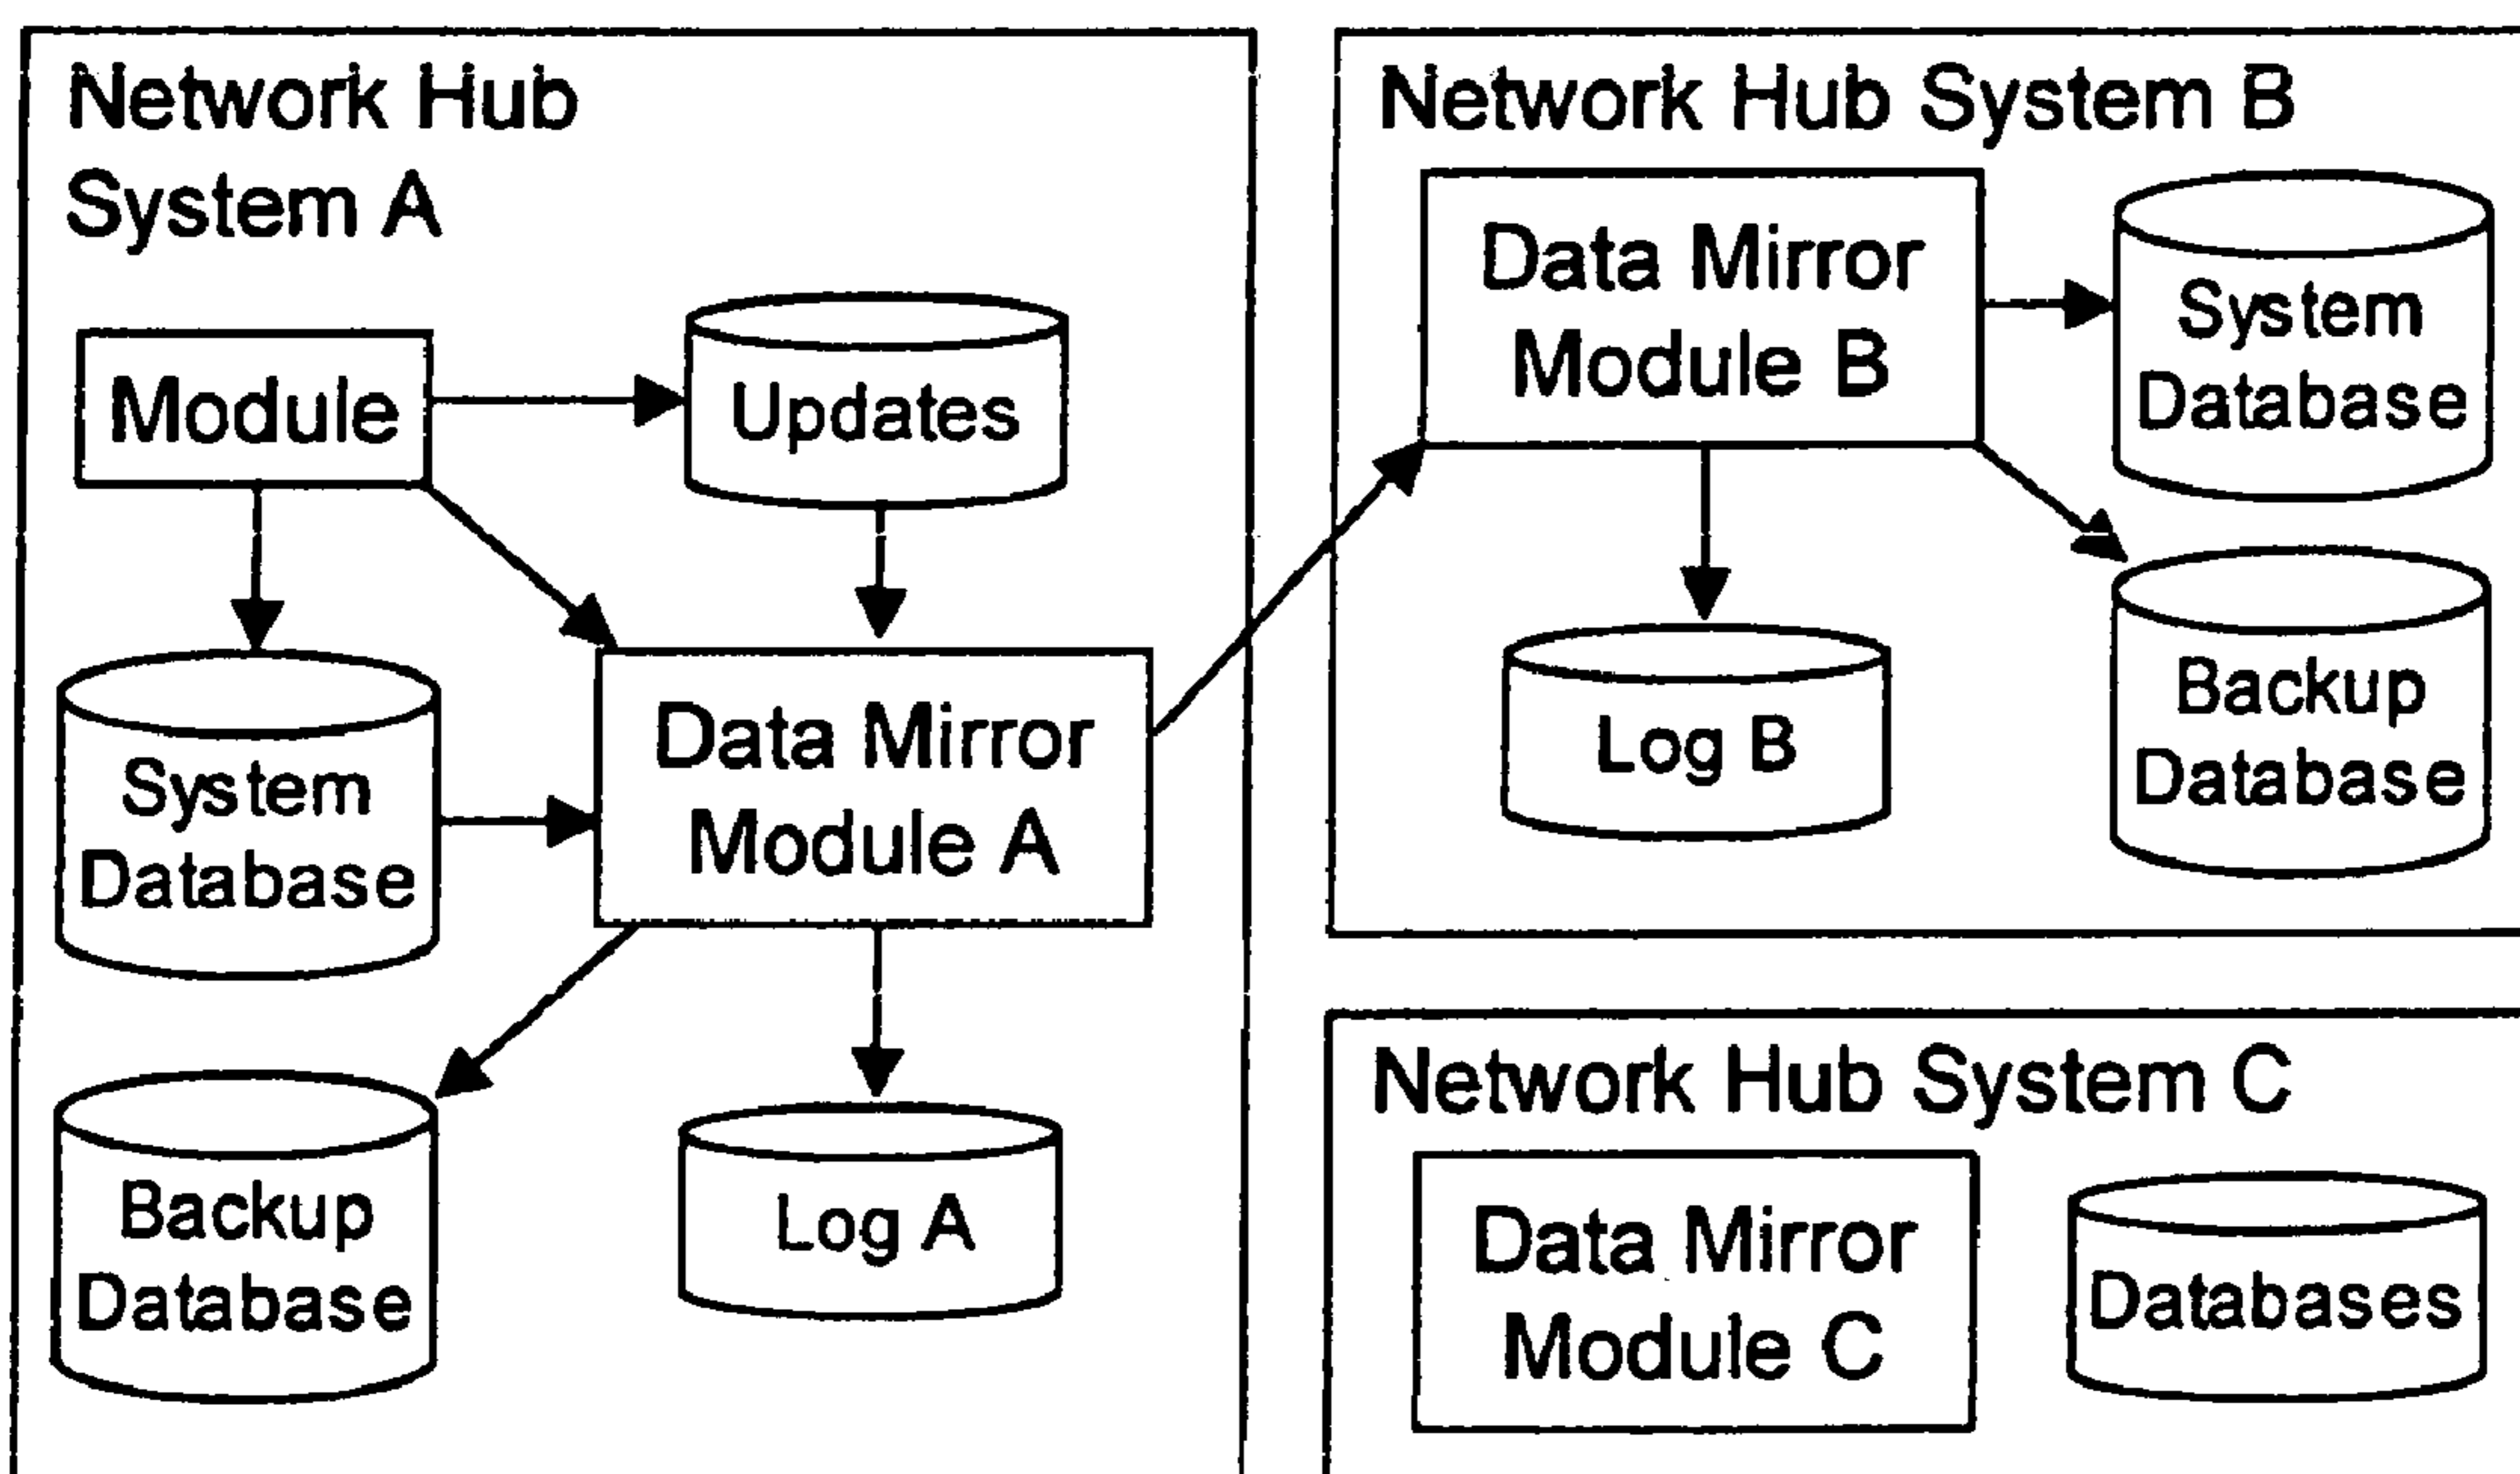 Network Hub
System A
Module
Updates
System
Database
Data Mirror
Module A
Backup
Database
Log A
Network Hub System B
Data Mirror
Module B
System
Database
Log B
Backup
Database
Network Hub System C
Data Mirror
Module C
Databases